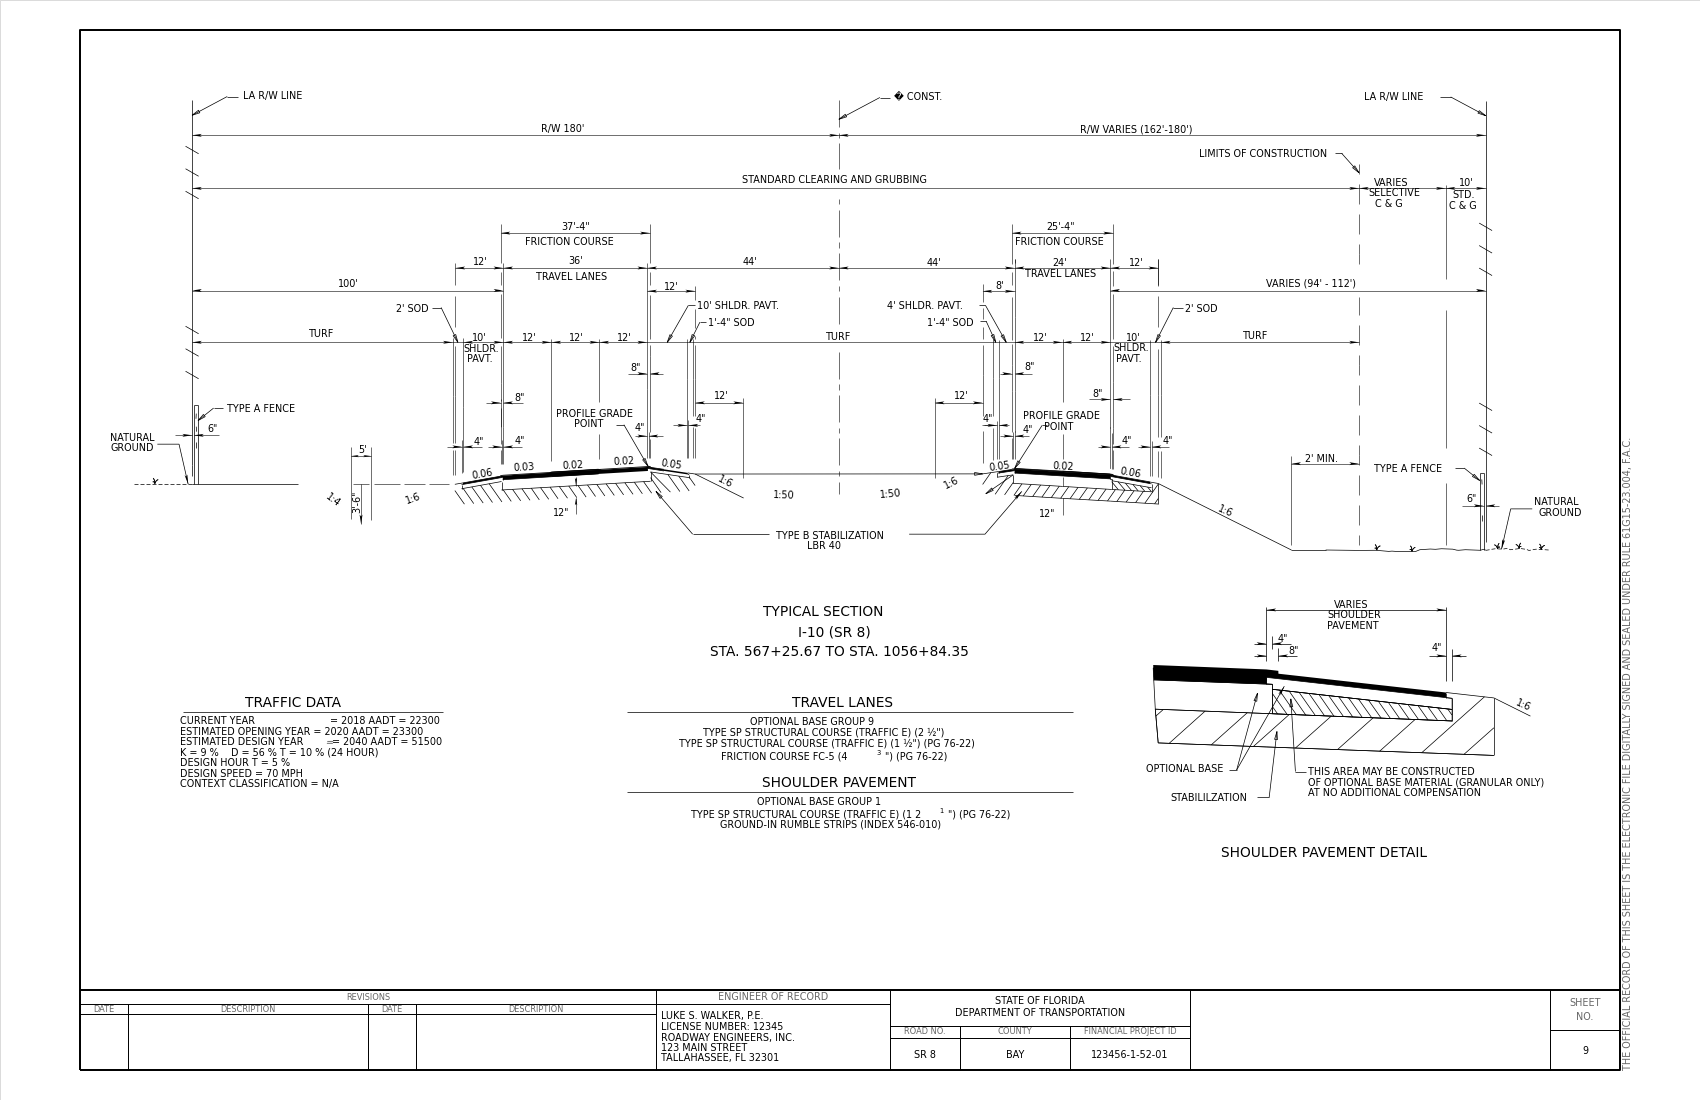 LA R/W LINE
� CONST.
LA R/W LINE
R/W 180'
R/W VARIES (162'-180')
LIMITS OF CONSTRUCTION
STANDARD CLEARING AND GRUBBING
VARIES
SELECTIVE
C & G
10'
STD.
C & G
37'-4"
FRICTION COURSE
25'-4"
FRICTION COURSE
12'
36'
TRAVEL LANES
44'
44'
24'
TRAVEL LANES
12'
100'
12'
8'
VARIES (94' - 112')
2' SOD
10' SHLDR. PAVT.
1'-4" SOD
4' SHLDR. PAVT.
1'-4" SOD
2' SOD
TURF
10'
SHLDR.
PAVT.
12'
12'
12'
TURF
12'
12'
10'
SHLDR.
PAVT.
TURF
8"
8"
8"
8"
12'
12'
TYPE A FENCE
6"
PROFILE GRADE
POINT
PROFILE GRADE
POINT
4"
4"
4"
4"
4"
4"
4"
4"
NATURAL
GROUND
5'
2' MIN.
TYPE A FENCE
0.06
0.03
0.02
0.02
0.05
0.05
0.02
0.06
1:4
3'-6"
1:6
1:6
1:50
1:50
1:6
1:6
6"
NATURAL
GROUND
12"
12"
TYPE B STABILIZATION
LBR 40
TYPICAL SECTION
I-10 (SR 8)
STA. 567+25.67 TO STA. 1056+84.35
VARIES
SHOULDER
PAVEMENT
4"
8"
4"
1:6
OPTIONAL BASE
STABILILZATION
THIS AREA MAY BE CONSTRUCTED
OF OPTIONAL BASE MATERIAL (GRANULAR ONLY)
AT NO ADDITIONAL COMPENSATION
SHOULDER PAVEMENT DETAIL
TRAFFIC DATA
CURRENT YEAR = 2018 AADT = 22300
ESTIMATED OPENING YEAR = 2020 AADT = 23300
ESTIMATED DESIGN YEAR == 2040 AADT = 51500
K = 9 % D = 56 % T = 10 % (24 HOUR)
DESIGN HOUR T = 5 %
DESIGN SPEED = 70 MPH
CONTEXT CLASSIFICATION = N/A
TRAVEL LANES
OPTIONAL BASE GROUP 9
TYPE SP STRUCTURAL COURSE (TRAFFIC E) (2 ½")
TYPE SP STRUCTURAL COURSE (TRAFFIC E) (1 ½") (PG 76-22)
FRICTION COURSE FC-5 (4 3 ") (PG 76-22)
SHOULDER PAVEMENT
OPTIONAL BASE GROUP 1
TYPE SP STRUCTURAL COURSE (TRAFFIC E) (1 2 1 ") (PG 76-22)
GROUND-IN RUMBLE STRIPS (INDEX 546-010)
REVISIONS
DATE DESCRIPTION DATE DESCRIPTION
ENGINEER OF RECORD
LUKE S. WALKER, P.E.
LICENSE NUMBER: 12345
ROADWAY ENGINEERS, INC.
123 MAIN STREET
TALLAHASSEE, FL 32301
STATE OF FLORIDA
DEPARTMENT OF TRANSPORTATION
ROAD NO. COUNTY FINANCIAL PROJECT ID
SR 8 BAY 123456-1-52-01
SHEET
NO.
9
THE OFFICIAL RECORD OF THIS SHEET IS THE ELECTRONIC FILE DIGITALLY SIGNED AND SEALED UNDER RULE 61G15-23.004, F.A.C.